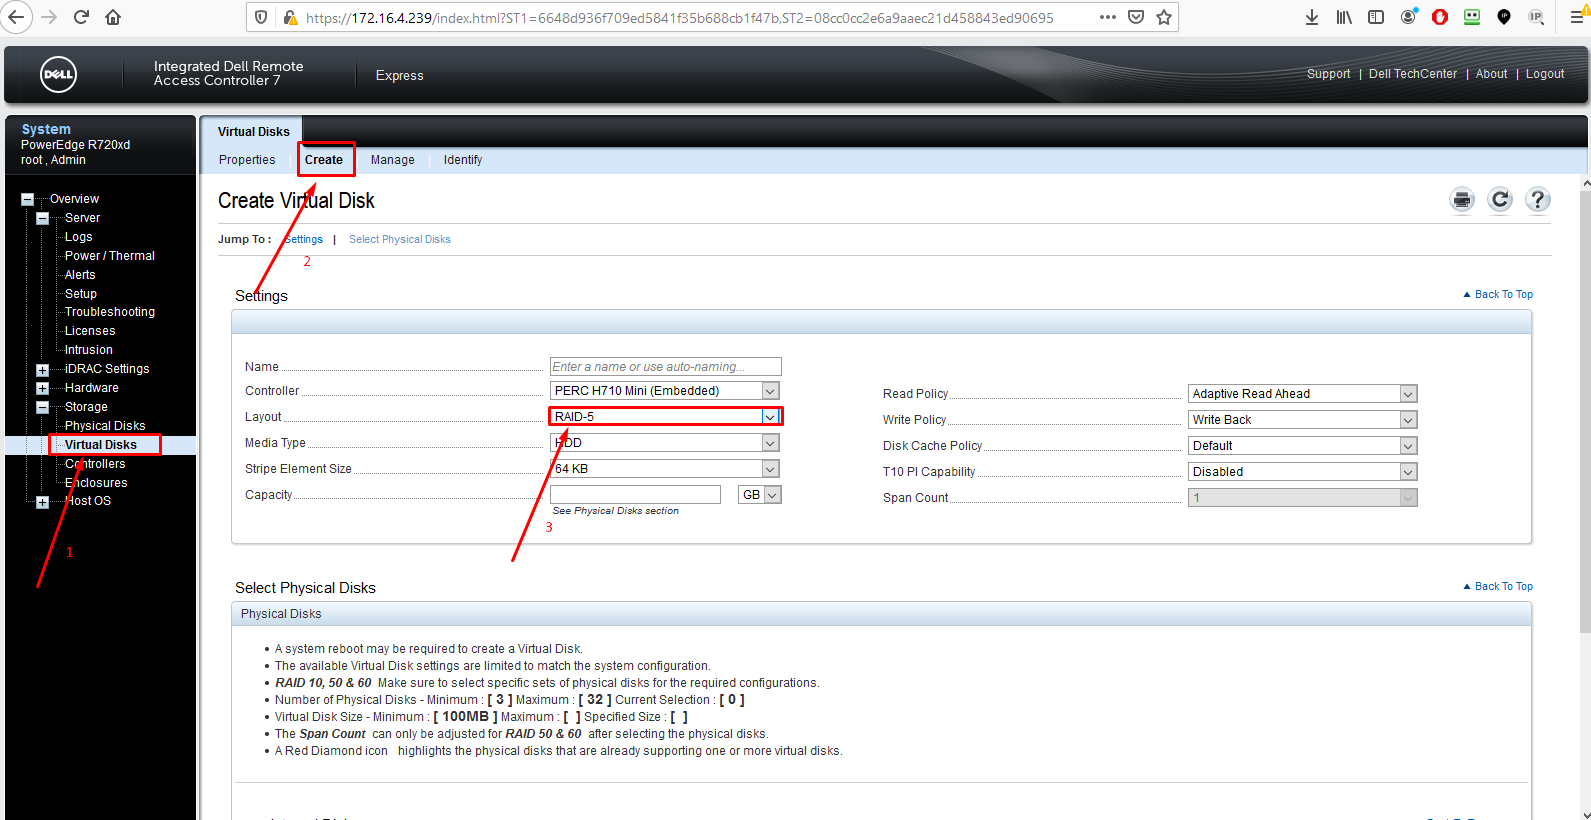 https://172.16.4.239/index.html?ST1=6648d936f709ed5841f35b688cb1f47b,ST2=08cc0cc2e6a9aaec21d458843ed90695
DELL
Integrated Dell Remote
Access Controller 7
Express
Support | Dell TechCenter | About | Logout
System
PowerEdge R720xd
root , Admin
Overview
Server
Logs
Power / Thermal
Alerts
Setup
Troubleshooting
Licenses
Intrusion
iDRAC Settings
Hardware
Storage
Physical Disks
Virtual Disks
Controllers
Enclosures
Host OS
1
Virtual Disks
Properties
Create
Manage
Identify
Create Virtual Disk
Jump To : Settings | Select Physical Disks
2
Settings
Back To Top
Name
Enter a name or use auto-naming...
Controller
PERC H710 Mini (Embedded)
Layout
RAID-5
Media Type
HDD
Stripe Element Size
64 KB
Capacity
GB
See Physical Disks section
3
Read Policy
Adaptive Read Ahead
Write Policy
Write Back
Disk Cache Policy
Default
T10 PI Capability
Disabled
Span Count
1
Select Physical Disks
Back To Top
Physical Disks
• A system reboot may be required to create a Virtual Disk.
• The available Virtual Disk settings are limited to match the system configuration.
• RAID 10, 50 & 60 Make sure to select specific sets of physical disks for the required configurations.
• Number of Physical Disks - Minimum : [ 3 ] Maximum : [ 32 ] Current Selection : [ 0 ]
• Virtual Disk Size - Minimum : [ 100MB ] Maximum : [ ] Specified Size : [ ]
• The Span Count can only be adjusted for RAID 50 & 60 after selecting the physical disks.
• A Red Diamond icon highlights the physical disks that are already supporting one or more virtual disks.